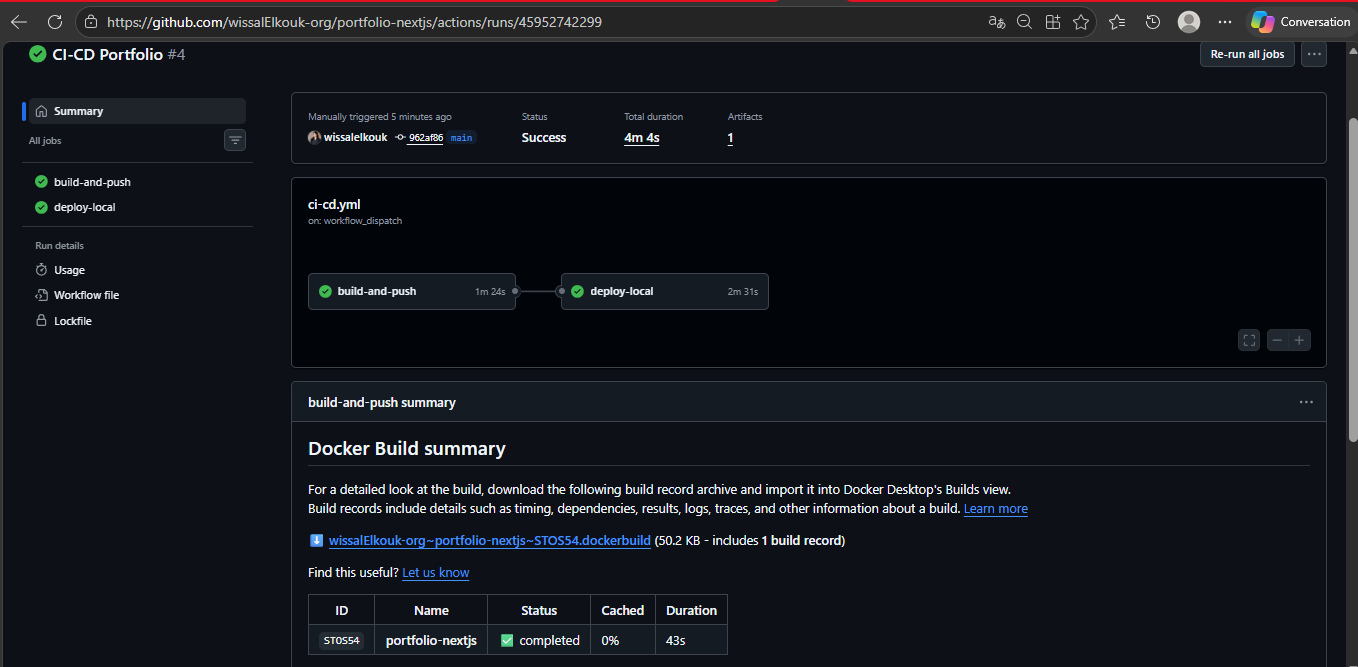 https://github.com/wissalElkouk-org/portfolio-nextjs/actions/runs/45952742299
Conversation
CI-CD Portfolio #4
Re-run all jobs
Summary
All jobs
build-and-push
deploy-local
Run details
Usage
Workflow file
Lockfile
Manually triggered 5 minutes ago
Status
Total duration
Artifacts
wissalelkouk 962af86 main
Success
4m 4s
1
ci-cd.yml
on: workflow_dispatch
build-and-push 1m 24s
deploy-local 2m 31s
build-and-push summary
Docker Build summary
For a detailed look at the build, download the following build record archive and import it into Docker Desktop's Builds view.
Build records include details such as timing, dependencies, results, logs, traces, and other information about a build. Learn more
wissalElkouk-org~portfolio-nextjs~STOS54.dockerbuild (50.2 KB - includes 1 build record)
Find this useful? Let us know
ID Name Status Cached Duration
STOS54 portfolio-nextjs completed 0% 43s